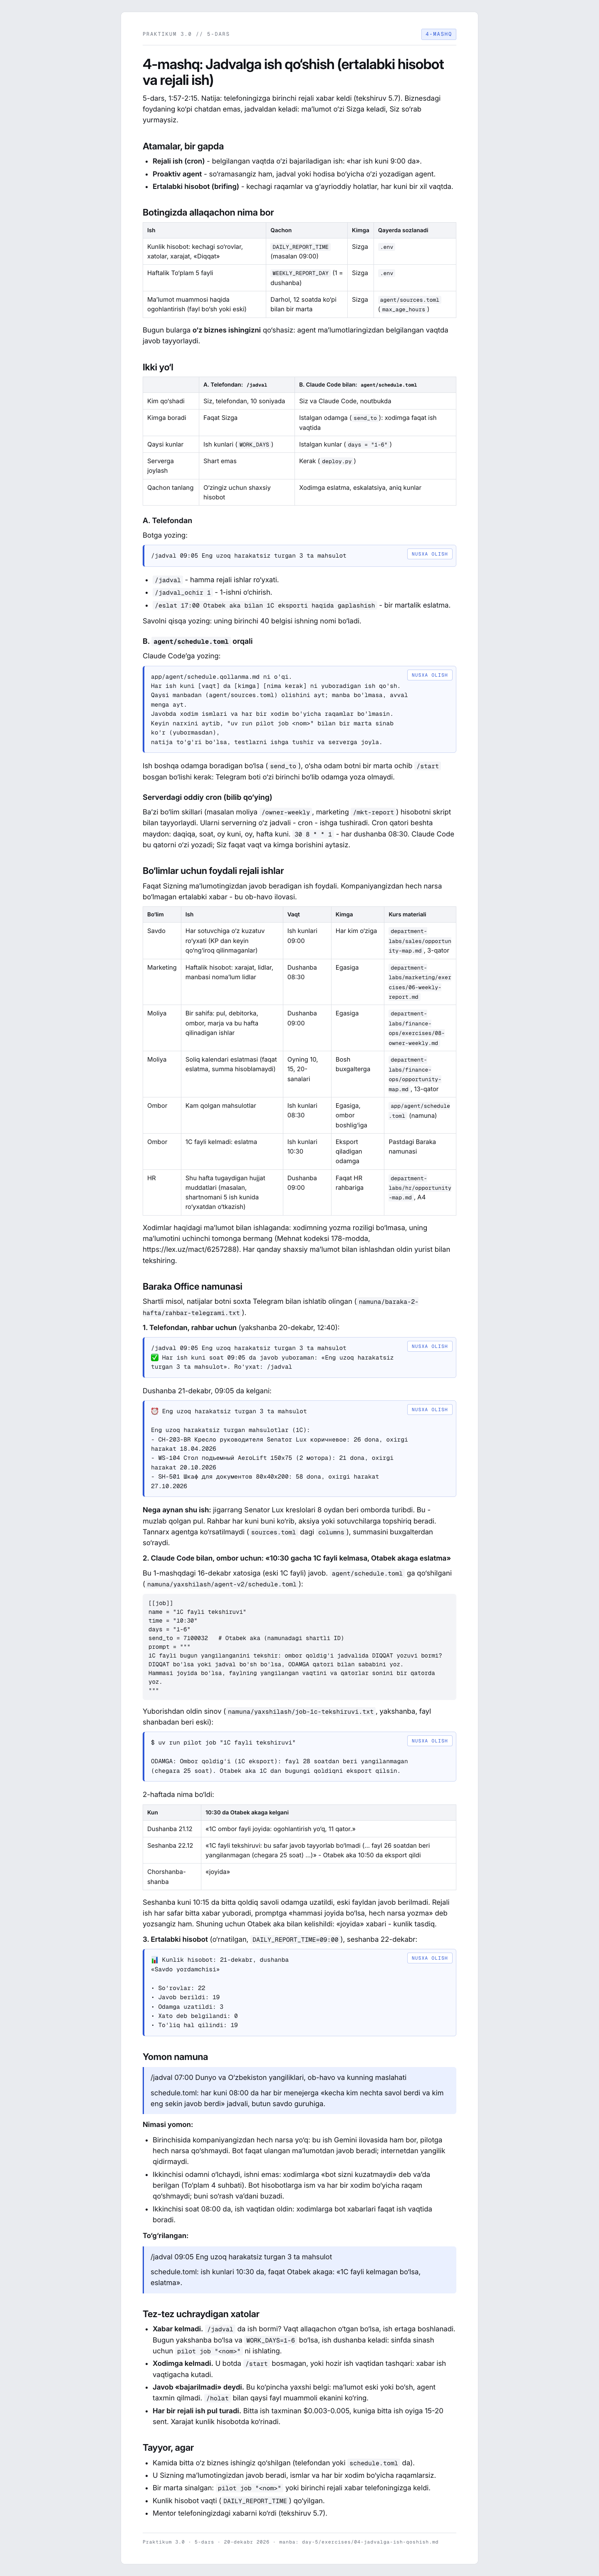 PRAKTIKUM 3.0 // 5-DARS
4-MASHQ
4-mashq: Jadvalga ish qo‘shish (ertalabki hisobot
va rejali ish)
5-dars, 1:57-2:15. Natija: telefoningizga birinchi rejali xabar keldi (tekshiruv 5.7). Biznesdagi
foydaning ko‘pi chatdan emas, jadvaldan keladi: ma’lumot o‘zi Sizga keladi, Siz so‘rab
yurmaysiz.
Atamalar, bir gapda
• Rejali ish (cron) - belgilangan vaqtda o‘zi bajariladigan ish: «har ish kuni 9:00 da».
• Proaktiv agent - so‘ramasangiz ham, jadval yoki hodisa bo‘yicha o‘zi yozadigan agent.
• Ertalabki hisobot (brifing) - kechagi raqamlar va g‘ayrioddiy holatlar, har kuni bir xil vaqtda.
Botingizda allaqachon nima bor
Ish Qachon Kimga Qayerda sozlanadi
Kunlik hisobot: kechagi so‘rovlar, DAILY_REPORT_TIME Sizga .env
xatolar, xarajat, «Diqqat» (masalan 09:00)
Haftalik To‘plam 5 fayli WEEKLY_REPORT_DAY (1 = Sizga .env
dushanba)
Ma’lumot muammosi haqida Darhol, 12 soatda ko‘pi Sizga agent/sources.toml
ogohlantirish (fayl bo‘sh yoki eski) bilan bir marta (max_age_hours)
Bugun bularga o‘z biznes ishingizni qo‘shasiz: agent ma’lumotlaringizdan belgilangan vaqtda
javob tayyorlaydi.
Ikki yo‘l
A. Telefondan: /jadval B. Claude Code bilan: agent/schedule.toml
Kim qo‘shadi Siz, telefondan, 10 soniyada Siz va Claude Code, noutbukda
Kimga boradi Faqat Sizga Istalgan odamga (send_to): xodimga faqat ish
vaqtida
Qaysi kunlar Ish kunlari (WORK_DAYS) Istalgan kunlar (days = "1-6")
Serverga Shart emas Kerak (deploy.py)
joylash
Qachon tanlang O‘zingiz uchun shaxsiy Xodimga eslatma, eskalatsiya, aniq kunlar
hisobot
A. Telefondan
Botga yozing:
NUSXA OLISH
/jadval 09:05 Eng uzoq harakatsiz turgan 3 ta mahsulot
• /jadval - hamma rejali ishlar ro‘yxati.
• /jadval_ochir 1 - 1-ishni o‘chirish.
• /eslat 17:00 Otabek aka bilan 1C eksporti haqida gaplashish - bir martalik eslatma.
Savolni qisqa yozing: uning birinchi 40 belgisi ishning nomi bo‘ladi.
B. agent/schedule.toml orqali
Claude Code’ga yozing:
NUSXA OLISH
app/agent/schedule.qollanma.md ni o'qi.
Har ish kuni [vaqt] da [kimga] [nima kerak] ni yuboradigan ish qo'sh.
Qaysi manbadan (agent/sources.toml) olishini ayt; manba bo'lmasa, avval
menga ayt.
Javobda xodim ismlari va har bir xodim bo'yicha raqamlar bo'lmasin.
Keyin narxini aytib, "uv run pilot job <nom>" bilan bir marta sinab
ko'r (yubormasdan),
natija to'g'ri bo'lsa, testlarni ishga tushir va serverga joyla.
Ish boshqa odamga boradigan bo‘lsa (send_to), o‘sha odam botni bir marta ochib /start
bosgan bo‘lishi kerak: Telegram boti o‘zi birinchi bo‘lib odamga yoza olmaydi.
Serverdagi oddiy cron (bilib qo‘ying)
Ba’zi bo‘lim skillari (masalan moliya /owner-weekly, marketing /mkt-report) hisobotni skript
bilan tayyorlaydi. Ularni serverning o‘z jadvali - cron - ishga tushiradi. Cron qatori beshta
maydon: daqiqa, soat, oy kuni, oy, hafta kuni. 30 8 * * 1 - har dushanba 08:30. Claude Code
bu qatorni o‘zi yozadi; Siz faqat vaqt va kimga borishini aytasiz.
Bo‘limlar uchun foydali rejali ishlar
Faqat Sizning ma’lumotingizdan javob beradigan ish foydali. Kompaniyangizdan hech narsa
bo‘lmagan ertalabki xabar - bu ob-havo ilovasi.
Bo‘lim Ish Vaqt Kimga Kurs materiali
Savdo Har sotuvchiga o‘z kuzatuv Ish kunlari Har kim o‘ziga department-
ro‘yxati (KP dan keyin 09:00 labs/sales/opportun
qo‘ng‘iroq qilinmaganlar) ity-map.md, 3-qator
Marketing Haftalik hisobot: xarajat, lidlar, Dushanba Egasiga department-
manbasi noma’lum lidlar 08:30 labs/marketing/exer
cises/06-weekly-
report.md
Moliya Bir sahifa: pul, debitorka, Dushanba Egasiga department-
ombor, marja va bu hafta 09:00 labs/finance-
qilinadigan ishlar ops/exercises/08-
owner-weekly.md
Moliya Soliq kalendari eslatmasi (faqat Oyning 10, Bosh department-
eslatma, summa hisoblamaydi) 15, 20- buxgalterga labs/finance-
sanalari ops/opportunity-
map.md, 13-qator
Ombor Kam qolgan mahsulotlar Ish kunlari Egasiga, app/agent/schedule
08:30 ombor .toml (namuna)
boshlig‘iga
Ombor 1C fayli kelmadi: eslatma Ish kunlari Eksport Pastdagi Baraka
10:30 qiladigan namunasi
odamga
HR Shu hafta tugaydigan hujjat Dushanba Faqat HR department-
muddatlari (masalan, 09:00 rahbariga labs/hr/opportunity
shartnomani 5 ish kunida -map.md, A4
ro‘yxatdan o‘tkazish)
Xodimlar haqidagi ma’lumot bilan ishlaganda: xodimning yozma roziligi bo‘lmasa, uning
ma’lumotini uchinchi tomonga bermang (Mehnat kodeksi 178-modda,
https://lex.uz/mact/6257288). Har qanday shaxsiy ma’lumot bilan ishlashdan oldin yurist bilan
tekshiring.
Baraka Office namunasi
Shartli misol, natijalar botni soxta Telegram bilan ishlatib olingan (namuna/baraka-2-
hafta/rahbar-telegrami.txt).
1. Telefondan, rahbar uchun (yakshanba 20-dekabr, 12:40):
NUSXA OLISH
/jadval 09:05 Eng uzoq harakatsiz turgan 3 ta mahsulot
✅ Har ish kuni soat 09:05 da javob yuboraman: «Eng uzoq harakatsiz
turgan 3 ta mahsulot». Ro'yxat: /jadval
Dushanba 21-dekabr, 09:05 da kelgani:
NUSXA OLISH
⏰ Eng uzoq harakatsiz turgan 3 ta mahsulot
Eng uzoq harakatsiz turgan mahsulotlar (1C):
- CH-203-BR Кресло руководителя Senator Lux коричневое: 26 dona, oxirgi
harakat 18.04.2026
- WS-104 Стол подъемный AeroLift 150x75 (2 мотора): 21 dona, oxirgi
harakat 20.10.2026
- SH-501 Шкаф для документов 80x40x200: 58 dona, oxirgi harakat
27.10.2026
Nega aynan shu ish: jigarrang Senator Lux kreslolari 8 oydan beri omborda turibdi. Bu -
muzlab qolgan pul. Rahbar har kuni buni ko‘rib, aksiya yoki sotuvchilarga topshiriq beradi.
Tannarx agentga ko‘rsatilmaydi (sources.toml dagi columns), summasini buxgalterdan
so‘raydi.
2. Claude Code bilan, ombor uchun: «10:30 gacha 1C fayli kelmasa, Otabek akaga eslatma»
Bu 1-mashqdagi 16-dekabr xatosiga (eski 1C fayli) javob. agent/schedule.toml ga qo‘shilgani
(namuna/yaxshilash/agent-v2/schedule.toml):
[[job]]
name = "1C fayli tekshiruvi"
time = "10:30"
days = "1-6"
send_to = 7100032 # Otabek aka (namunadagi shartli ID)
prompt = """
1C fayli bugun yangilanganini tekshir: ombor qoldig'i jadvalida DIQQAT yozuvi bormi?
DIQQAT bo'lsa yoki jadval bo'sh bo'lsa, ODAMGA qatori bilan sababini yoz.
Hammasi joyida bo'lsa, faylning yangilangan vaqtini va qatorlar sonini bir qatorda
yoz.
"""
Yuborishdan oldin sinov (namuna/yaxshilash/job-1c-tekshiruvi.txt, yakshanba, fayl
shanbadan beri eski):
NUSXA OLISH
$ uv run pilot job "1C fayli tekshiruvi"
ODAMGA: Ombor qoldig'i (1C eksport): fayl 28 soatdan beri yangilanmagan
(chegara 25 soat). Otabek aka 1C dan bugungi qoldiqni eksport qilsin.
2-haftada nima bo‘ldi:
Kun 10:30 da Otabek akaga kelgani
Dushanba 21.12 «1C ombor fayli joyida: ogohlantirish yo‘q, 11 qator.»
Seshanba 22.12 «1C fayli tekshiruvi: bu safar javob tayyorlab bo‘lmadi (... fayl 26 soatdan beri
yangilanmagan (chegara 25 soat) ...)» - Otabek aka 10:50 da eksport qildi
Chorshanba- «joyida»
shanba
Seshanba kuni 10:15 da bitta qoldiq savoli odamga uzatildi, eski fayldan javob berilmadi. Rejali
ish har safar bitta xabar yuboradi, promptga «hammasi joyida bo‘lsa, hech narsa yozma» deb
yozsangiz ham. Shuning uchun Otabek aka bilan kelishildi: «joyida» xabari - kunlik tasdiq.
3. Ertalabki hisobot (o‘rnatilgan, DAILY_REPORT_TIME=09:00), seshanba 22-dekabr:
NUSXA OLISH
📊 Kunlik hisobot: 21-dekabr, dushanba
«Savdo yordamchisi»
• So'rovlar: 22
• Javob berildi: 19
• Odamga uzatildi: 3
• Xato deb belgilandi: 0
• To'liq hal qilindi: 19
Yomon namuna
/jadval 07:00 Dunyo va O‘zbekiston yangiliklari, ob-havo va kunning maslahati
schedule.toml: har kuni 08:00 da har bir menejerga «kecha kim nechta savol berdi va kim
eng sekin javob berdi» jadvali, butun savdo guruhiga.
Nimasi yomon:
• Birinchisida kompaniyangizdan hech narsa yo‘q: bu ish Gemini ilovasida ham bor, pilotga
hech narsa qo‘shmaydi. Bot faqat ulangan ma’lumotdan javob beradi; internetdan yangilik
qidirmaydi.
• Ikkinchisi odamni o‘lchaydi, ishni emas: xodimlarga «bot sizni kuzatmaydi» deb va’da
berilgan (To‘plam 4 suhbati). Bot hisobotlarga ism va har bir xodim bo‘yicha raqam
qo‘shmaydi; buni so‘rash va’dani buzadi.
• Ikkinchisi soat 08:00 da, ish vaqtidan oldin: xodimlarga bot xabarlari faqat ish vaqtida
boradi.
To‘g‘rilangan:
/jadval 09:05 Eng uzoq harakatsiz turgan 3 ta mahsulot
schedule.toml: ish kunlari 10:30 da, faqat Otabek akaga: «1C fayli kelmagan bo‘lsa,
eslatma».
Tez-tez uchraydigan xatolar
• Xabar kelmadi. /jadval da ish bormi? Vaqt allaqachon o‘tgan bo‘lsa, ish ertaga boshlanadi.
Bugun yakshanba bo‘lsa va WORK_DAYS=1-6 bo‘lsa, ish dushanba keladi: sinfda sinash
uchun pilot job "<nom>" ni ishlating.
• Xodimga kelmadi. U botda /start bosmagan, yoki hozir ish vaqtidan tashqari: xabar ish
vaqtigacha kutadi.
• Javob «bajarilmadi» deydi. Bu ko‘pincha yaxshi belgi: ma’lumot eski yoki bo‘sh, agent
taxmin qilmadi. /holat bilan qaysi fayl muammoli ekanini ko‘ring.
• Har bir rejali ish pul turadi. Bitta ish taxminan $0.003-0.005, kuniga bitta ish oyiga 15-20
sent. Xarajat kunlik hisobotda ko‘rinadi.
Tayyor, agar
• Kamida bitta o‘z biznes ishingiz qo‘shilgan (telefondan yoki schedule.toml da).
• U Sizning ma’lumotingizdan javob beradi, ismlar va har bir xodim bo‘yicha raqamlarsiz.
• Bir marta sinalgan: pilot job "<nom>" yoki birinchi rejali xabar telefoningizga keldi.
• Kunlik hisobot vaqti (DAILY_REPORT_TIME) qo‘yilgan.
• Mentor telefoningizdagi xabarni ko‘rdi (tekshiruv 5.7).
Praktikum 3.0 · 5-dars · 20-dekabr 2026 · manba: day-5/exercises/04-jadvalga-ish-qoshish.md